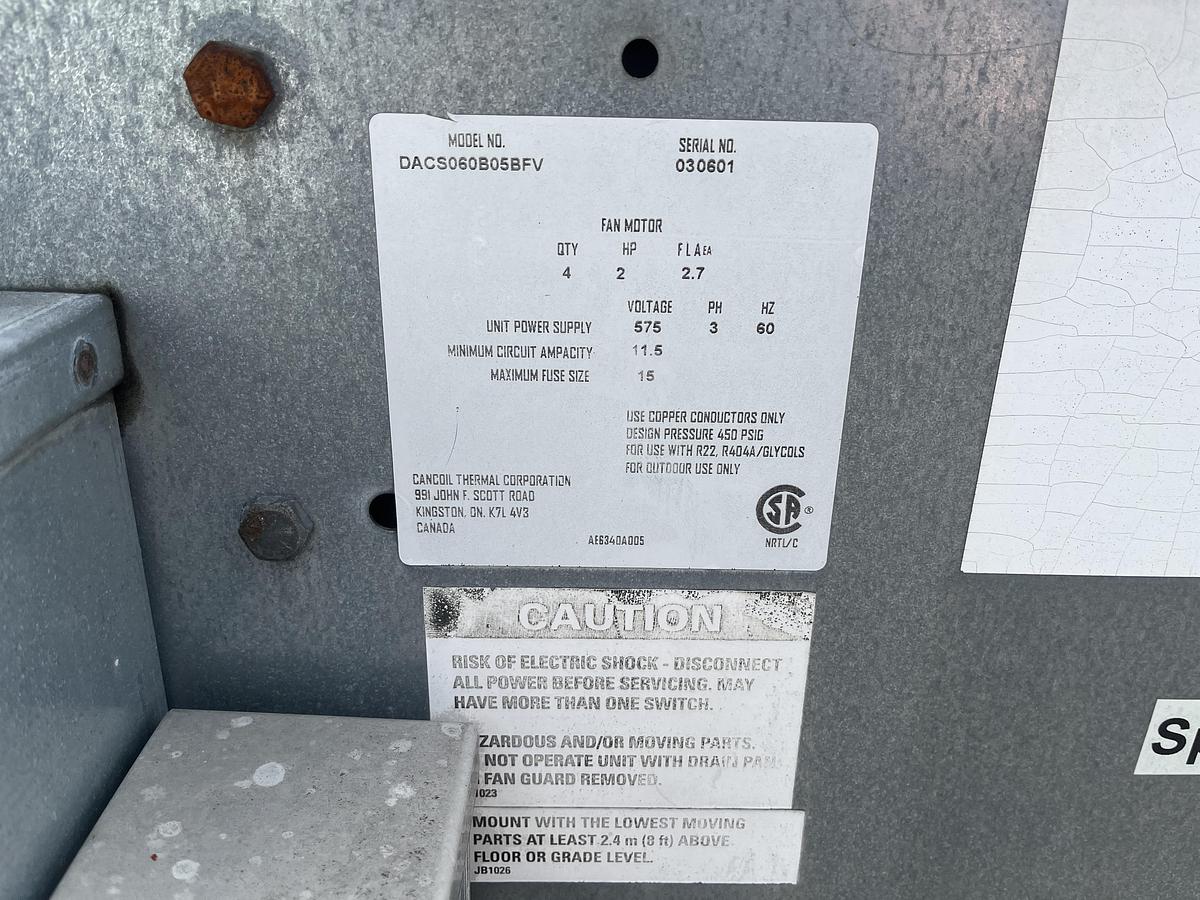 MODEL NO. SERIAL NO.
DACS060B05BFV 030601
FAN MOTOR
QTY HP FLA EA
4 2 2.7
VOLTAGE PH HZ
UNIT POWER SUPPLY 575 3 60
MINIMUM CIRCUIT AMPACITY 11.5
MAXIMUM FUSE SIZE 15
USE COPPER CONDUCTORS ONLY
DESIGN PRESSURE 450 PSIG
FOR USE WITH R22, R404A/GLYCOLS
FOR OUTDOOR USE ONLY
CANCOIL THERMAL CORPORATION
991 JOHN F. SCOTT ROAD
KINGSTON, ON. K7L 4V3
CANADA
AE6340A005
SA ®
NRTL/C
CAUTION
RISK OF ELECTRIC SHOCK - DISCONNECT
ALL POWER BEFORE SERVICING. MAY
HAVE MORE THAN ONE SWITCH.
ZARDOUS AND/OR MOVING PARTS.
NOT OPERATE UNIT WITH DRAIN PAN
FAN GUARD REMOVED.
1023
MOUNT WITH THE LOWEST MOVING
PARTS AT LEAST 2.4 m (8 ft) ABOVE
FLOOR OR GRADE LEVEL.
JB1026
Sp